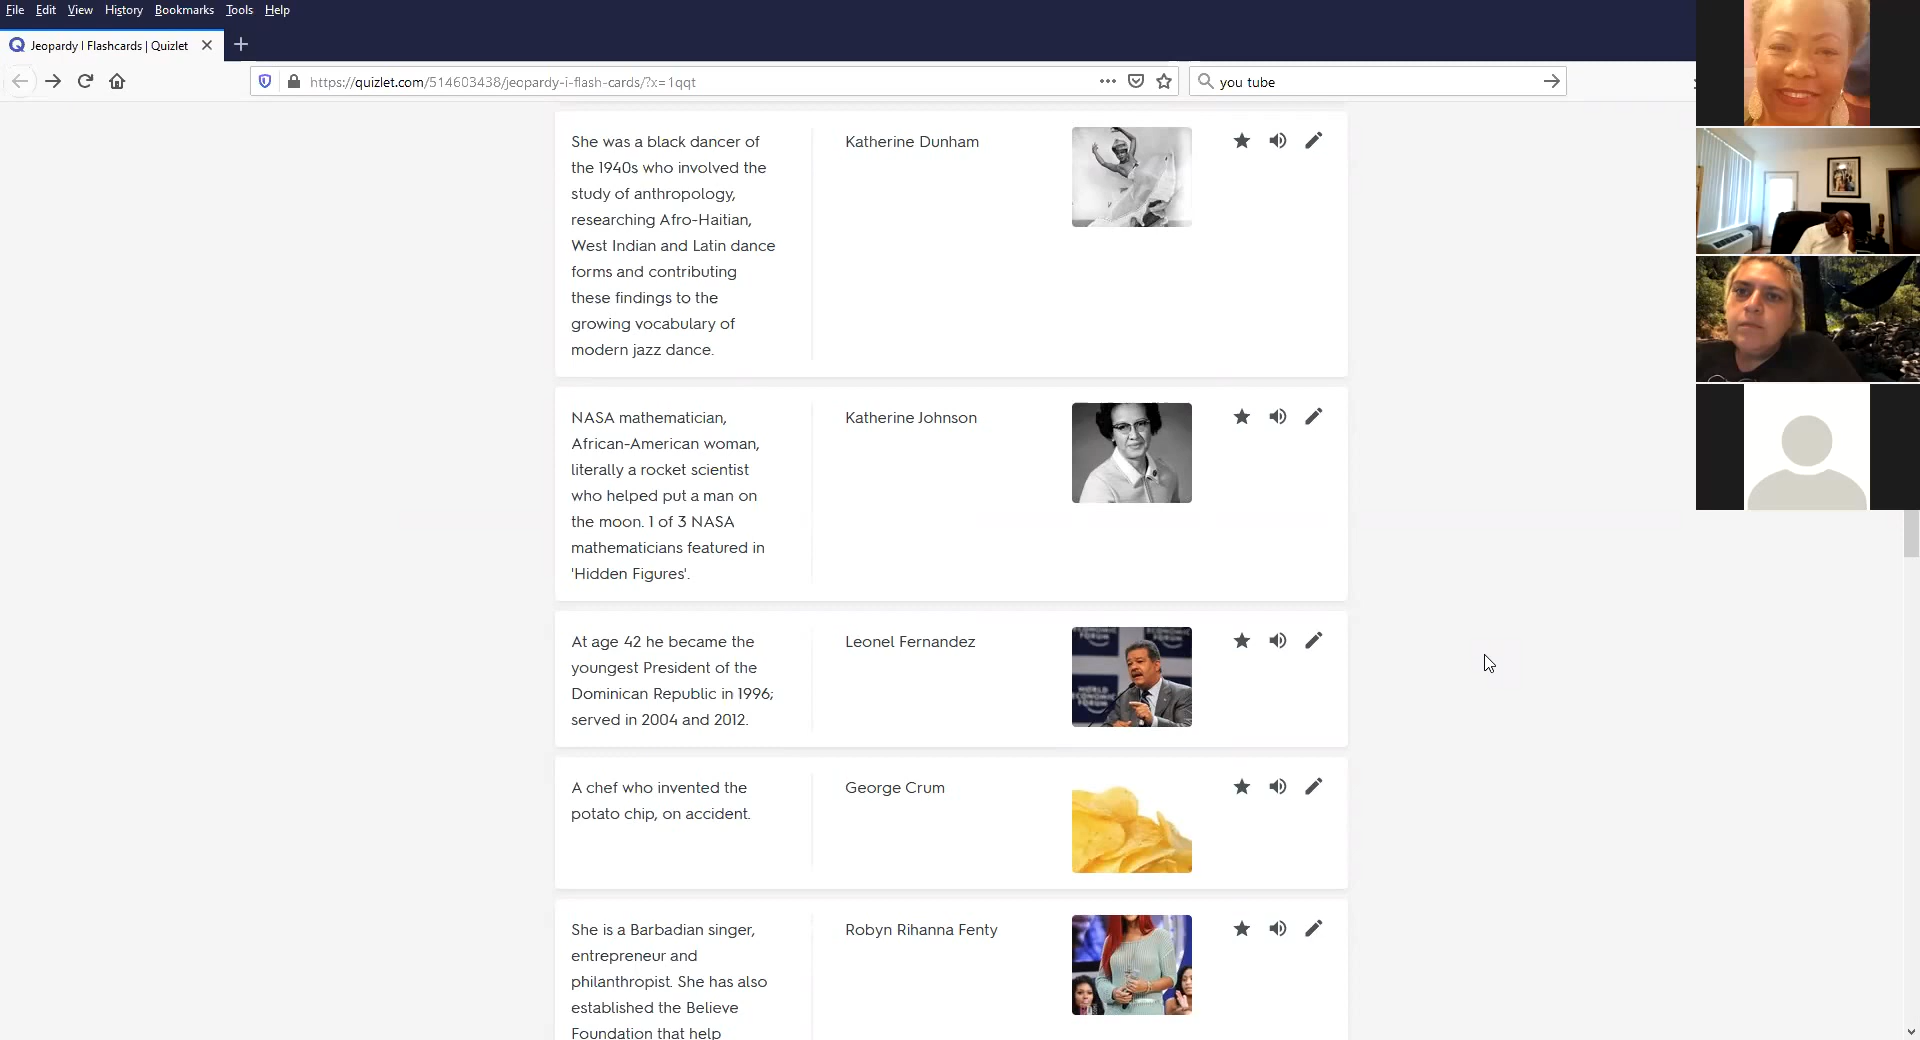 File Edit View History Bookmarks Tools Help
Jeopardy I Flashcards | Quizlet
https://quizlet.com/514603438/jeopardy-i-flash-cards/?x=1qqt
you tube
She was a black dancer of
the 1940s who involved the
study of anthropology,
researching Afro-Haitian,
West Indian and Latin dance
forms and contributing
these findings to the
growing vocabulary of
modern jazz dance.
Katherine Dunham
NASA mathematician,
African-American woman,
literally a rocket scientist
who helped put a man on
the moon. 1 of 3 NASA
mathematicians featured in
'Hidden Figures'.
Katherine Johnson
At age 42 he became the
youngest President of the
Dominican Republic in 1996;
served in 2004 and 2012.
Leonel Fernandez
WORLD
ECONOMIC
FORUM
A chef who invented the
potato chip, on accident.
George Crum
She is a Barbadian singer,
entrepreneur and
philanthropist. She has also
established the Believe
Foundation that help
Robyn Rihanna Fenty